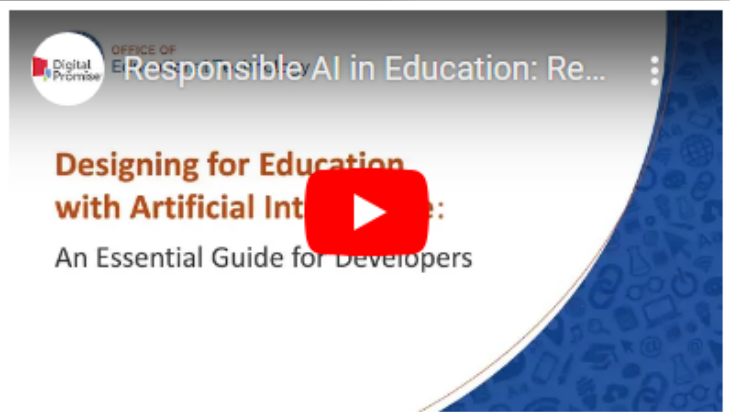 OFFICE OF
Digital
Promise
Responsible AI in Education: Re...
Designing for Education
with Artificial Int e:
An Essential Guide for Developers